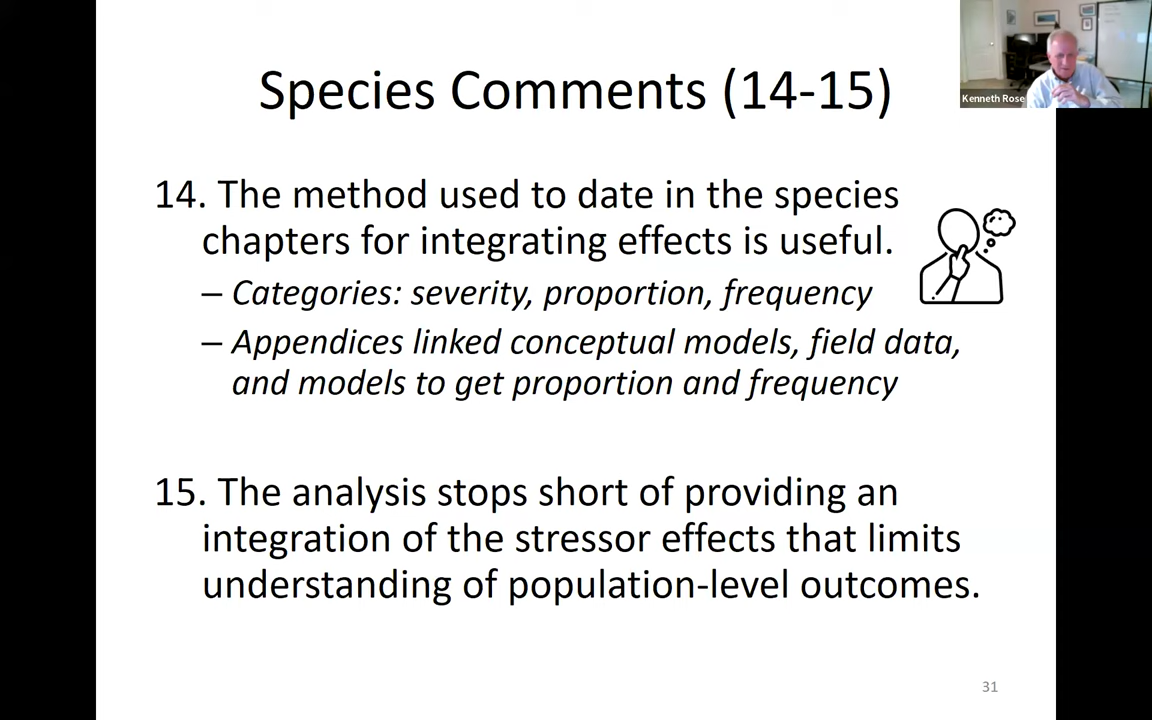 Species Comments (14-15)
Kenneth Rose
14. The method used to date in the species
chapters for integrating effects is useful.
– Categories: severity, proportion, frequency
– Appendices linked conceptual models, field data,
and models to get proportion and frequency
15. The analysis stops short of providing an
integration of the stressor effects that limits
understanding of population-level outcomes.
31